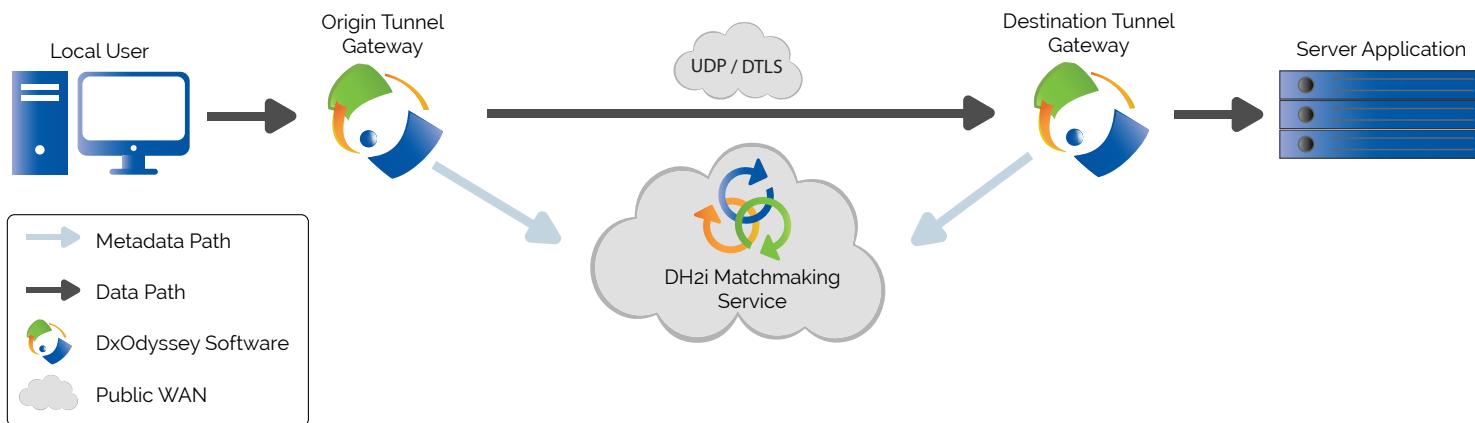 Local User
Origin Tunnel
Gateway
UDP / DTLS
Destination Tunnel
Gateway
Server Application
DH2i Matchmaking
Service
Metadata Path
Data Path
DxOdyssey Software
Public WAN